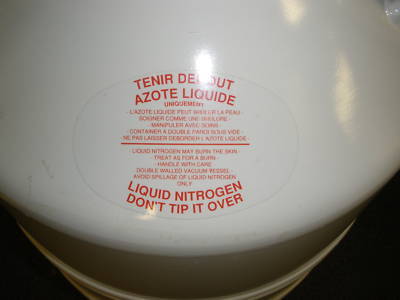 TENIR DEBOUT
AZOTE LIQUIDE
UNIQUEMENT
- L'AZOTE LIQUIDE PEUT BRULER LA PEAU -
SOIGNER COMME UNE BRULURE -
- MANIPULER AVEC SOINS -
- CONTAINER A DOUBLE PAROI SOUS VIDE -
- NE PAS LAISSER DEBORDER L'AZOTE LIQUIDE -
- LIQUID NITROGEN MAY BURN THE SKIN -
- TREAT AS FOR A BURN -
- HANDLE WITH CARE
DOUBLE WALLED VACUUM VESSEL -
AVOID SPILLAGE OF LIQUID NITROGEN
ONLY
LIQUID NITROGEN
DON'T TIP IT OVER